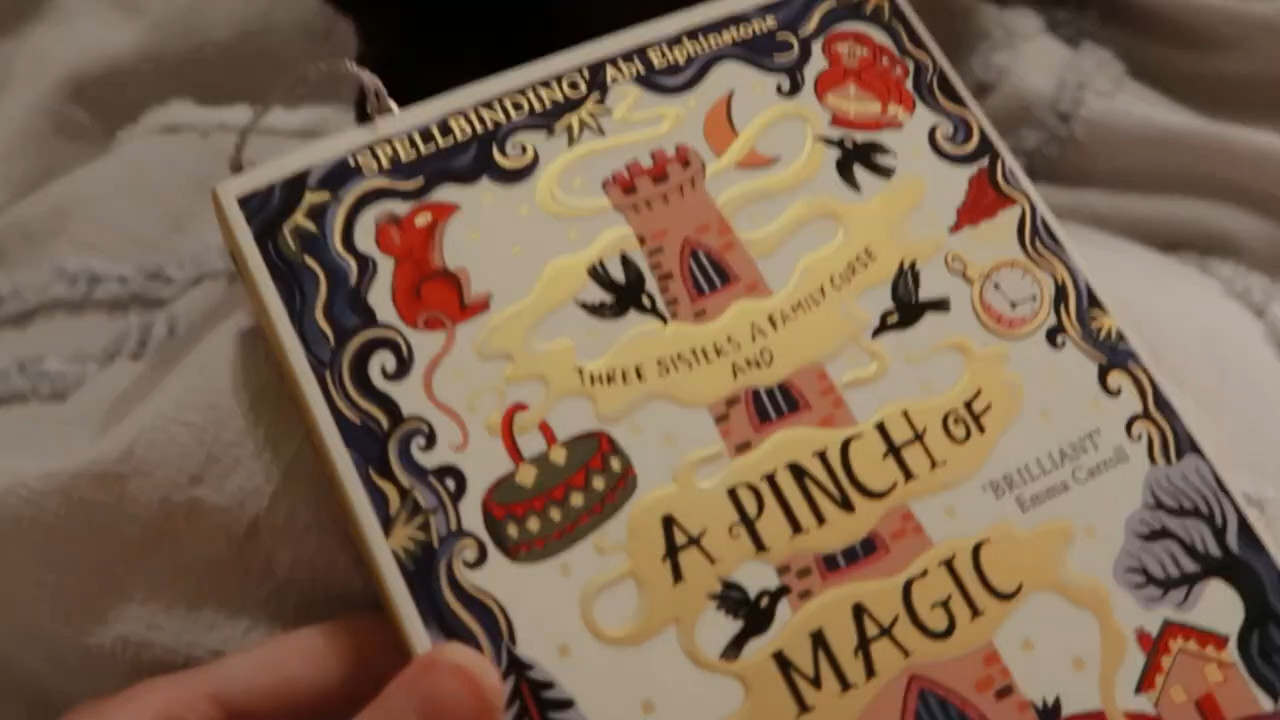 'SPELLBINDING' Abi Elphinstone
THREE SISTERS A FAMILY CURSE
AND
A PINCH OF
'BRILLIANT'
Emma Carroll
MAGIC